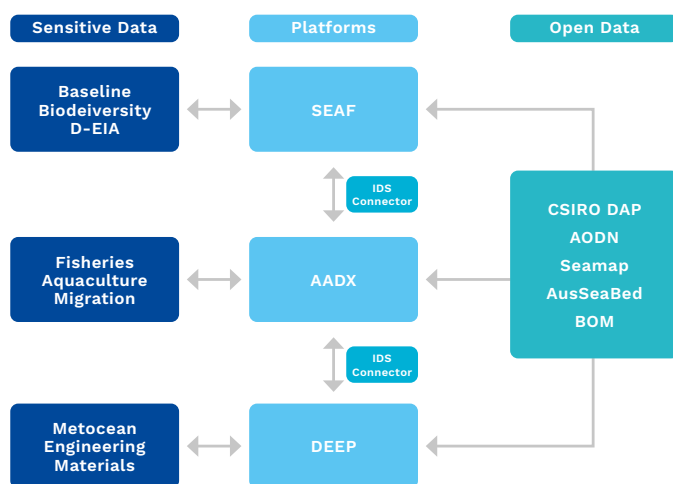 Sensitive Data
Platforms
Open Data
Baseline
Biodeiversity
D-EIA
SEAF
IDS
Connector
Fisheries
Aquaculture
Migration
AADX
CSIRO DAP
AODN
Seamap
AusSeaBed
BOM
IDS
Connector
Metocean
Engineering
Materials
DEEP